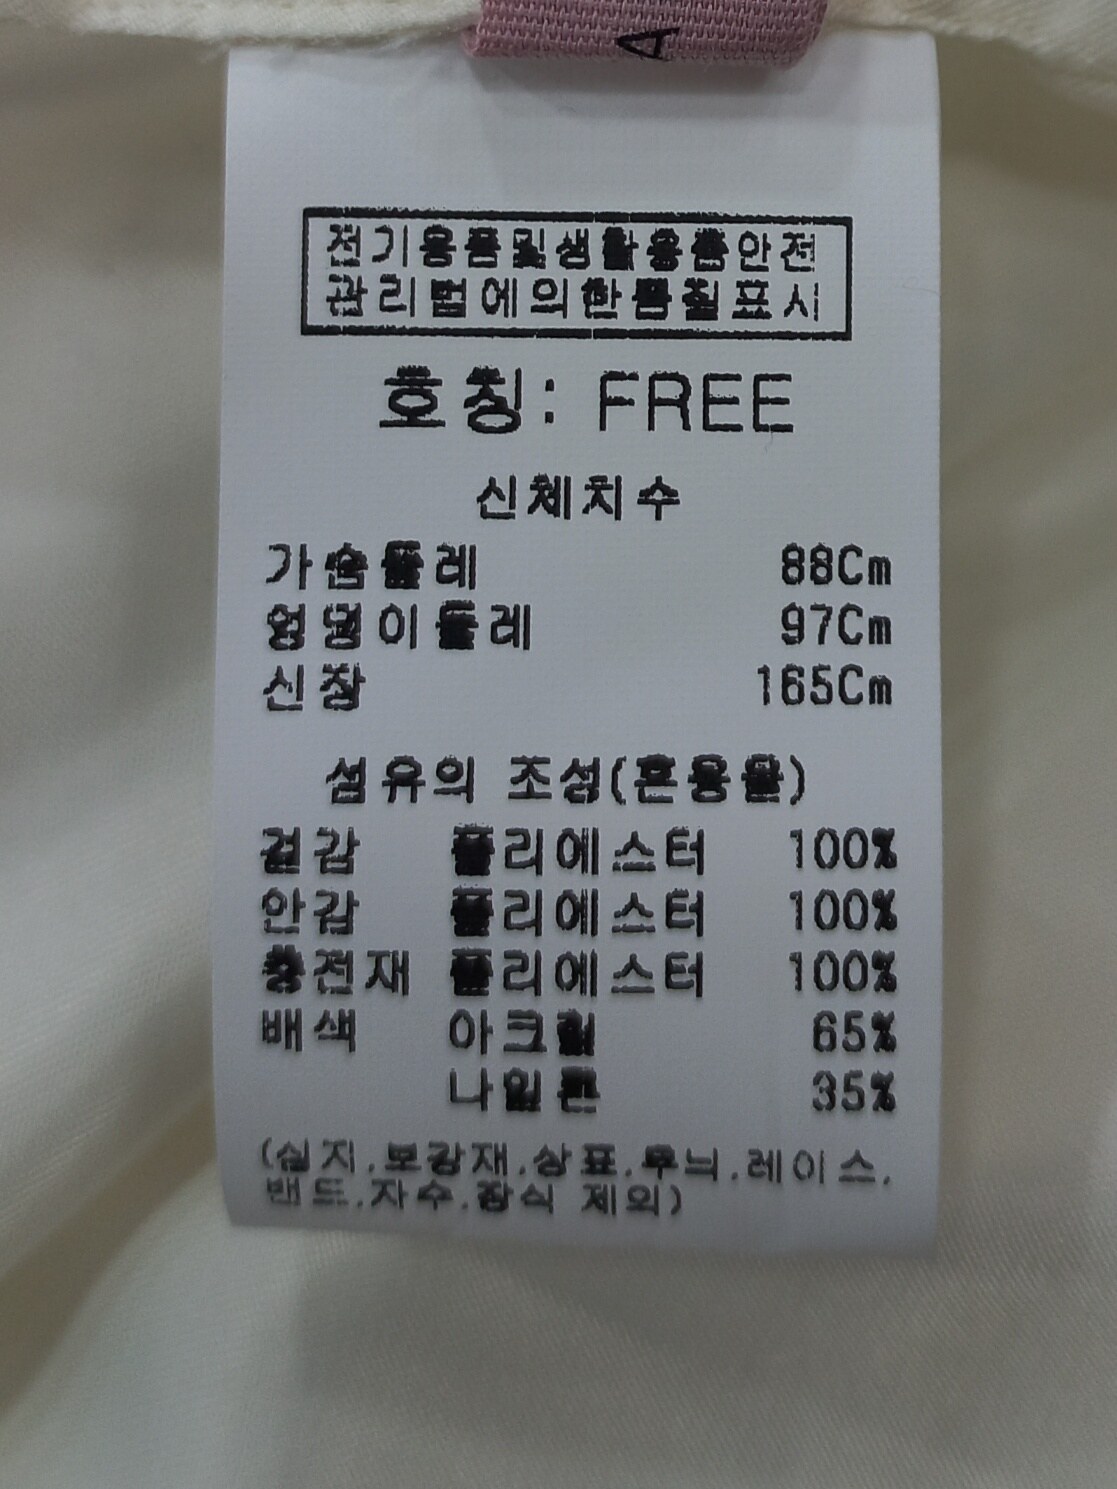 A
전기용품및생활용품안전
관리법에의한품질표시
호칭: FREE
신체치수
가슴둘레 88Cm
엉덩이둘레 97Cm
신장 165Cm
섬유의 조성(혼용율)
겉감 폴리에스터 100%
안감 폴리에스터 100%
충전재 폴리에스터 100%
배색 아크릴 65%
나일론 35%
(심지.보강재.상표.무늬.레이스.
밴드.자수.장식 제외)